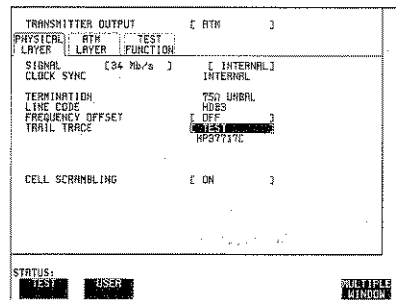 TRANSMITTER OUTPUT [ ATM ]
PHYSICAL LAYER ATM LAYER TEST FUNCTION
SIGNAL [34 Mb/s ] [ INTERNAL]
CLOCK SYNC INTERNAL
TERMINATION 75Ω UNBAL
LINE CODE HDB3
FREQUENCY OFFSET [ OFF ]
TRAIL TRACE [ TEST ]
HP37717C
CELL SCRAMBLING [ ON ]
STATUS:
TEST USER MULTIPLE WINDOW